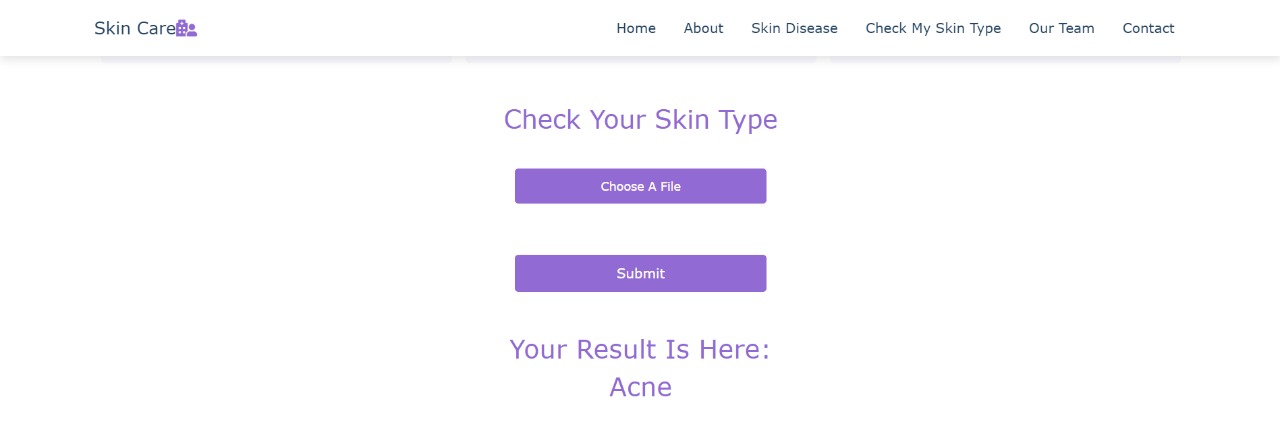 Skin Care
Home About Skin Disease Check My Skin Type Our Team Contact
Check Your Skin Type
Choose A File
Submit
Your Result Is Here:
Acne